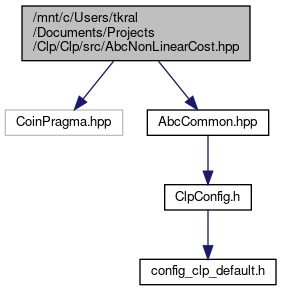 /mnt/c/Users/tkral
/Documents/Projects
/Clp/Clp/src/AbcNonLinearCost.hpp
CoinPragma.hpp
AbcCommon.hpp
ClpConfig.h
config_clp_default.h